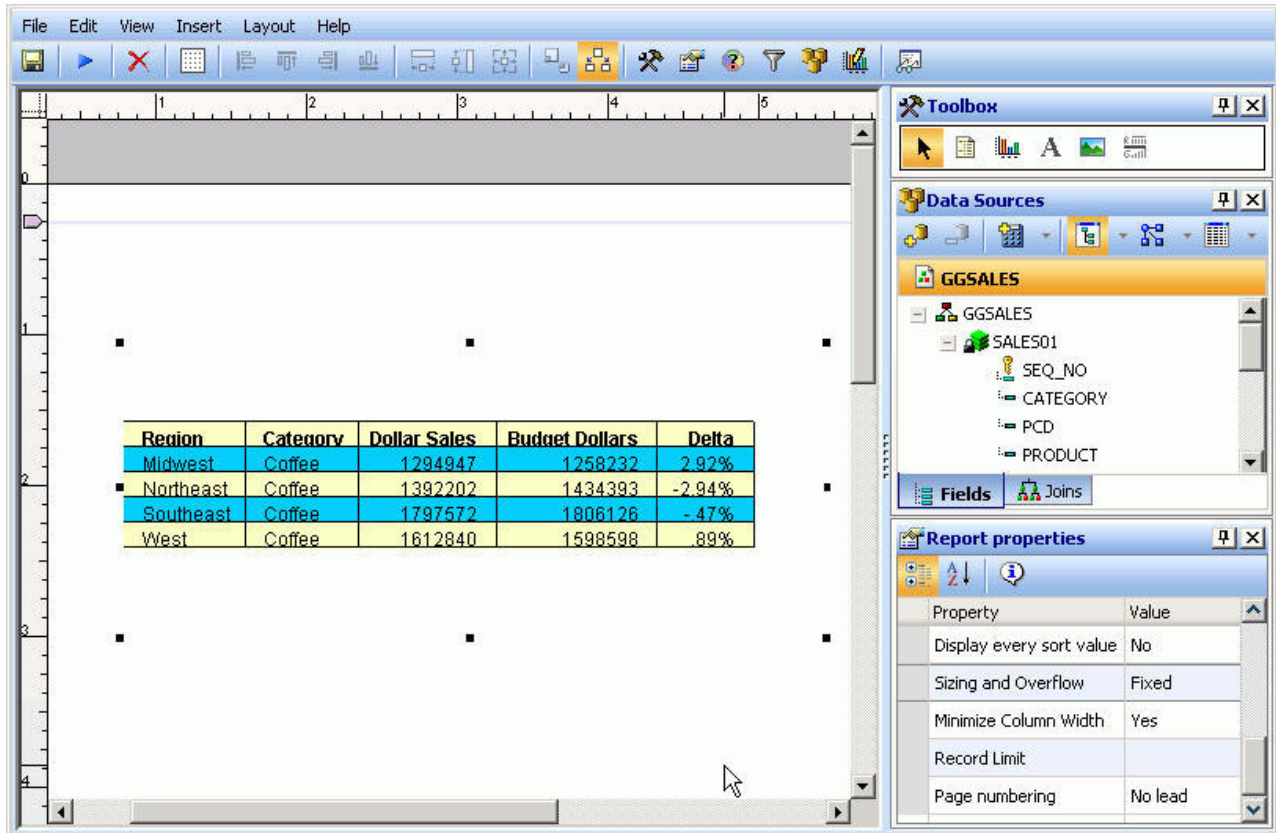 File Edit View Insert Layout Help
1 2 3 4 5
0
1
2
3
4
Region Category Dollar Sales Budget Dollars Delta
Midwest Coffee 1294947 1258232 2.92%
Northeast Coffee 1392202 1434393 -2.94%
Southeast Coffee 1797572 1806126 -.47%
West Coffee 1612840 1598598 .89%
Toolbox
A
Data Sources
GGSALES
GGSALES
SALES01
SEQ_NO
CATEGORY
PCD
PRODUCT
Fields Joins
Report properties
Property Value
Display every sort value No
Sizing and Overflow Fixed
Minimize Column Width Yes
Record Limit
Page numbering No lead